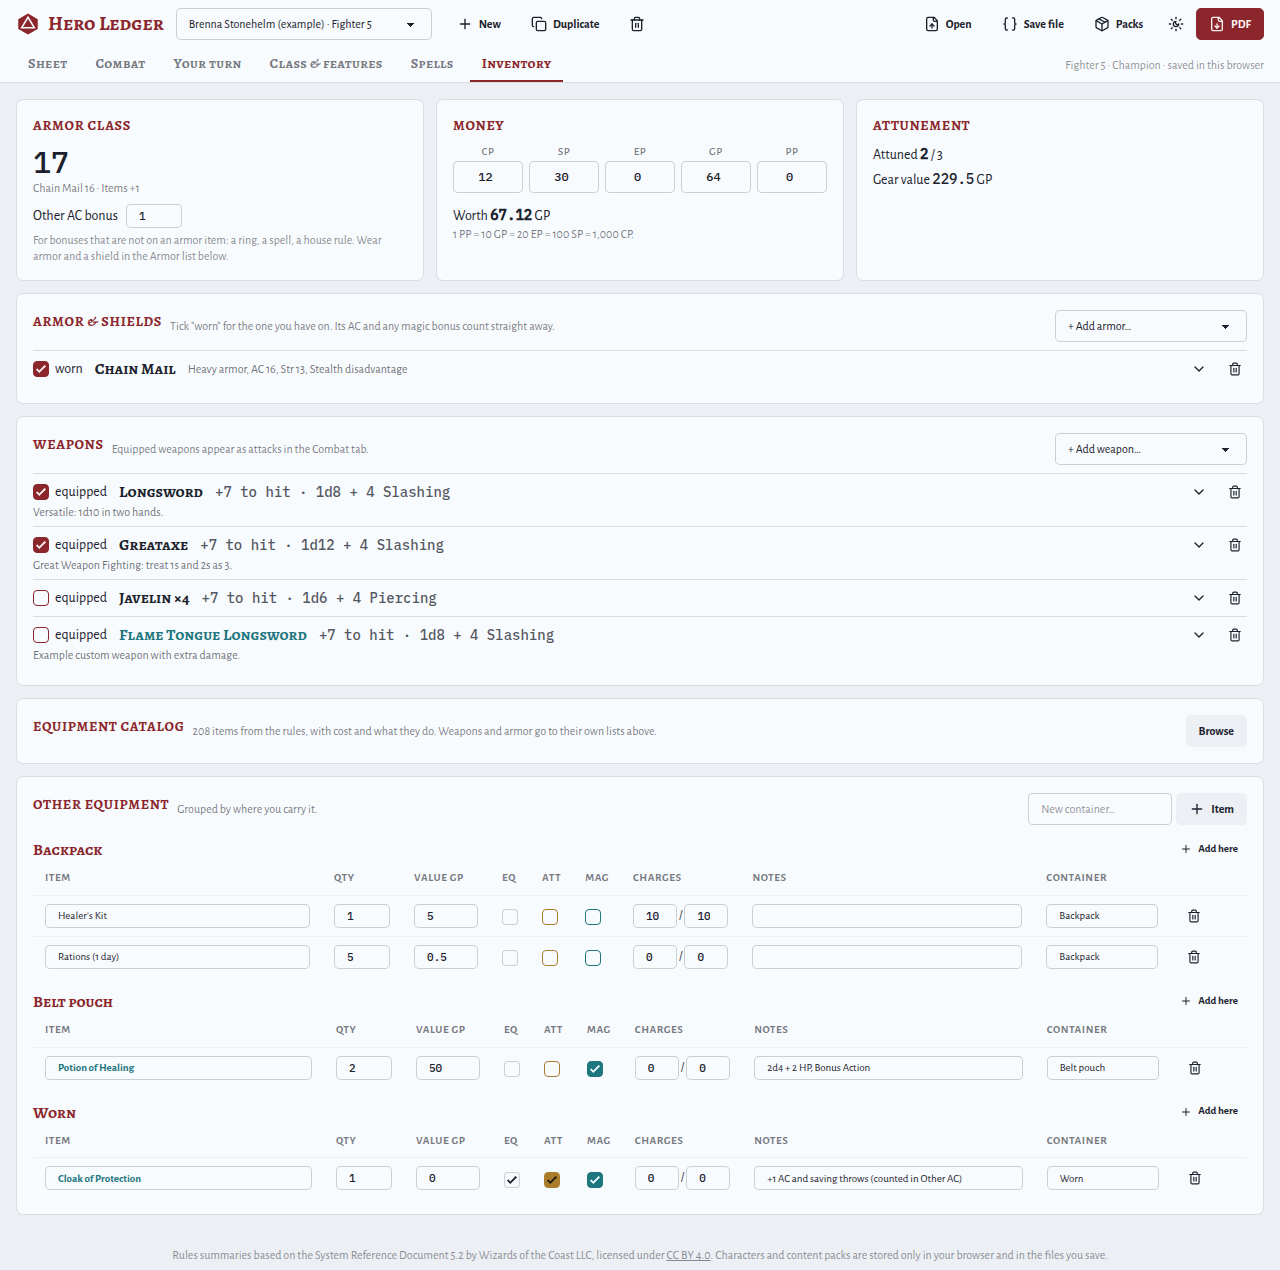 Hero Ledger
Brenna Stonehelm (example) · Fighter 5
New
Duplicate
Open
Save file
Packs
PDF
Sheet
Combat
Your turn
Class & features
Spells
Inventory
Fighter 5 · Champion · saved in this browser
ARMOR CLASS
17
Chain Mail 16 · Items +1
Other AC bonus 1
For bonuses that are not on an armor item: a ring, a spell, a house rule. Wear
armor and a shield in the Armor list below.
MONEY
CP SP EP GP PP
12 30 0 64 0
Worth 67.12 GP
1 PP = 10 GP = 20 EP = 100 SP = 1,000 CP.
ATTUNEMENT
Attuned 2 / 3
Gear value 229.5 GP
ARMOR & SHIELDS Tick "worn" for the one you have on. Its AC and any magic bonus count straight away.
+ Add armor...
worn Chain Mail Heavy armor, AC 16, Str 13, Stealth disadvantage
WEAPONS Equipped weapons appear as attacks in the Combat tab.
+ Add weapon...
equipped Longsword +7 to hit · 1d8 + 4 Slashing
Versatile: 1d10 in two hands.
equipped Greataxe +7 to hit · 1d12 + 4 Slashing
Great Weapon Fighting: treat 1s and 2s as 3.
equipped Javelin ×4 +7 to hit · 1d6 + 4 Piercing
equipped Flame Tongue Longsword +7 to hit · 1d8 + 4 Slashing
Example custom weapon with extra damage.
EQUIPMENT CATALOG 208 items from the rules, with cost and what they do. Weapons and armor go to their own lists above.
Browse
OTHER EQUIPMENT Grouped by where you carry it.
New container...
Item
Backpack
Add here
ITEM QTY VALUE GP EQ ATT MAG CHARGES NOTES CONTAINER
Healer's Kit 1 5 10 / 10 Backpack
Rations (1 day) 5 0.5 0 / 0 Backpack
Belt pouch
Add here
ITEM QTY VALUE GP EQ ATT MAG CHARGES NOTES CONTAINER
Potion of Healing 2 50 0 / 0 2d4 + 2 HP, Bonus Action Belt pouch
Worn
Add here
ITEM QTY VALUE GP EQ ATT MAG CHARGES NOTES CONTAINER
Cloak of Protection 1 0 0 / 0 +1 AC and saving throws (counted in Other AC) Worn
Rules summaries based on the System Reference Document 5.2 by Wizards of the Coast LLC, licensed under CC BY 4.0. Characters and content packs are stored only in your browser and in the files you save.